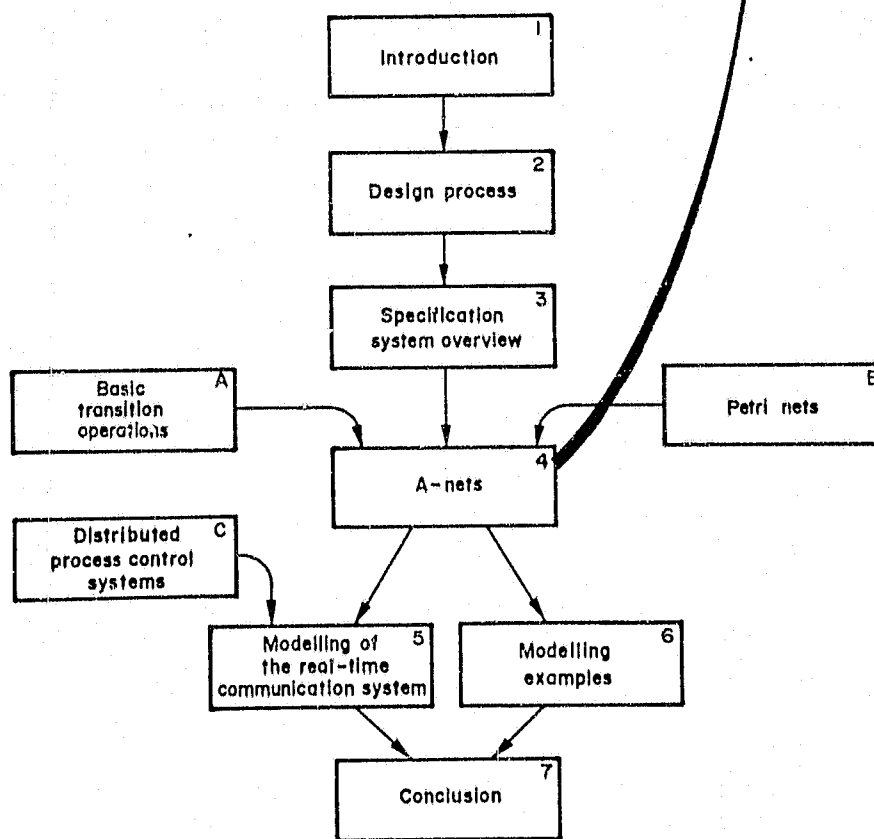 1
Introduction
2
Design process
3
Specification
system overview
A
Basic
transition
operations
Petri nets
4
A-nets
C
Distributed
process control
systems
5
Modelling of
the real-time
communication system
6
Modelling
examples
7
Conclusion